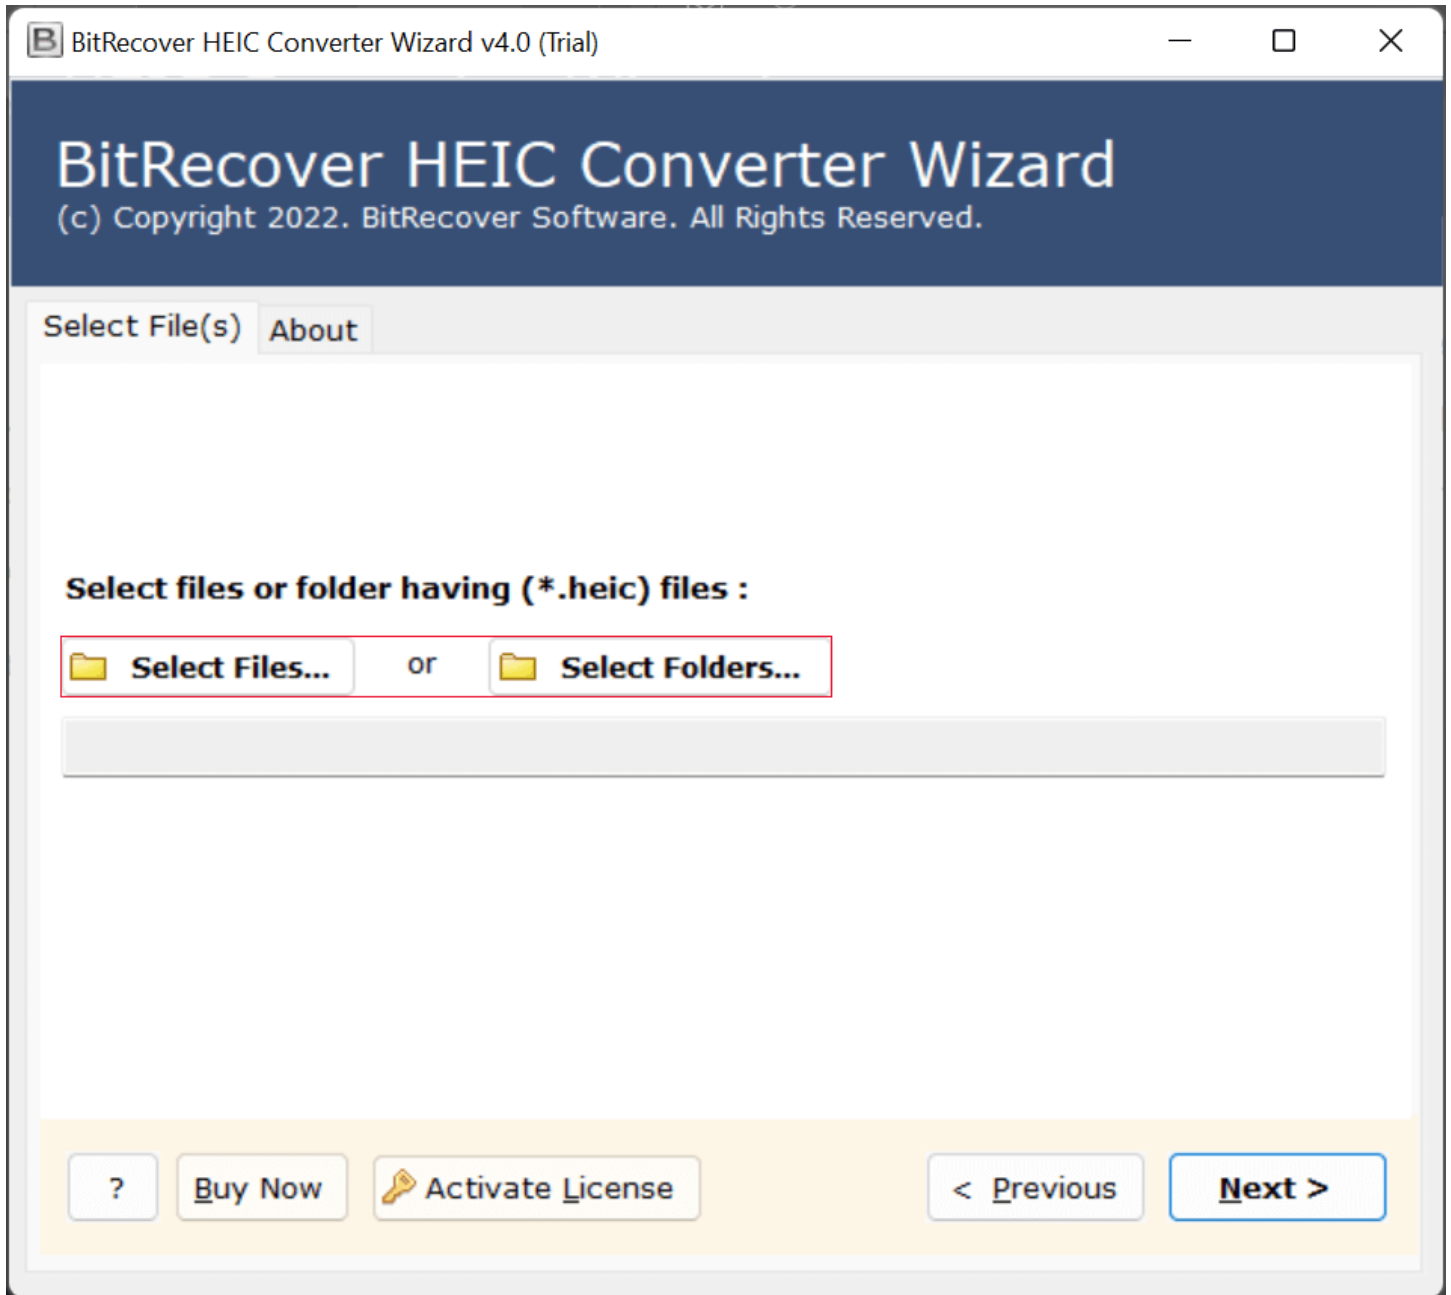 B BitRecover HEIC Converter Wizard v4.0 (Trial)
BitRecover HEIC Converter Wizard
(c) Copyright 2022. BitRecover Software. All Rights Reserved.
Select File(s) About
Select files or folder having (*.heic) files :
Select Files... or Select Folders...
? Buy Now Activate License < Previous Next >